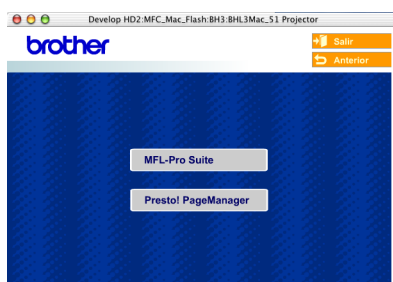 Develop HD2:MFC_Mac_Flash:BH3:BHL3Mac_51 Projector
brother
Salir
Anterior
MFL-Pro Suite
Presto! PageManager